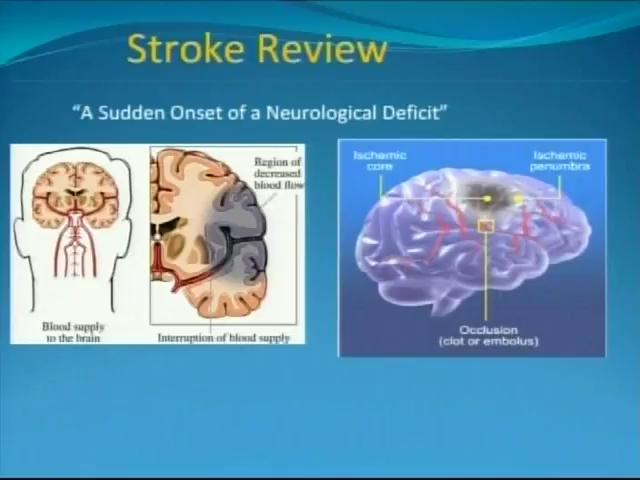 Stroke Review
“A Sudden Onset of a Neurological Deficit”
Region of
decreased
blood flow
Blood supply
to the brain
Interruption of blood supply
Ischemic
core
Ischemic
penumbra
Occlusion
(clot or embolus)